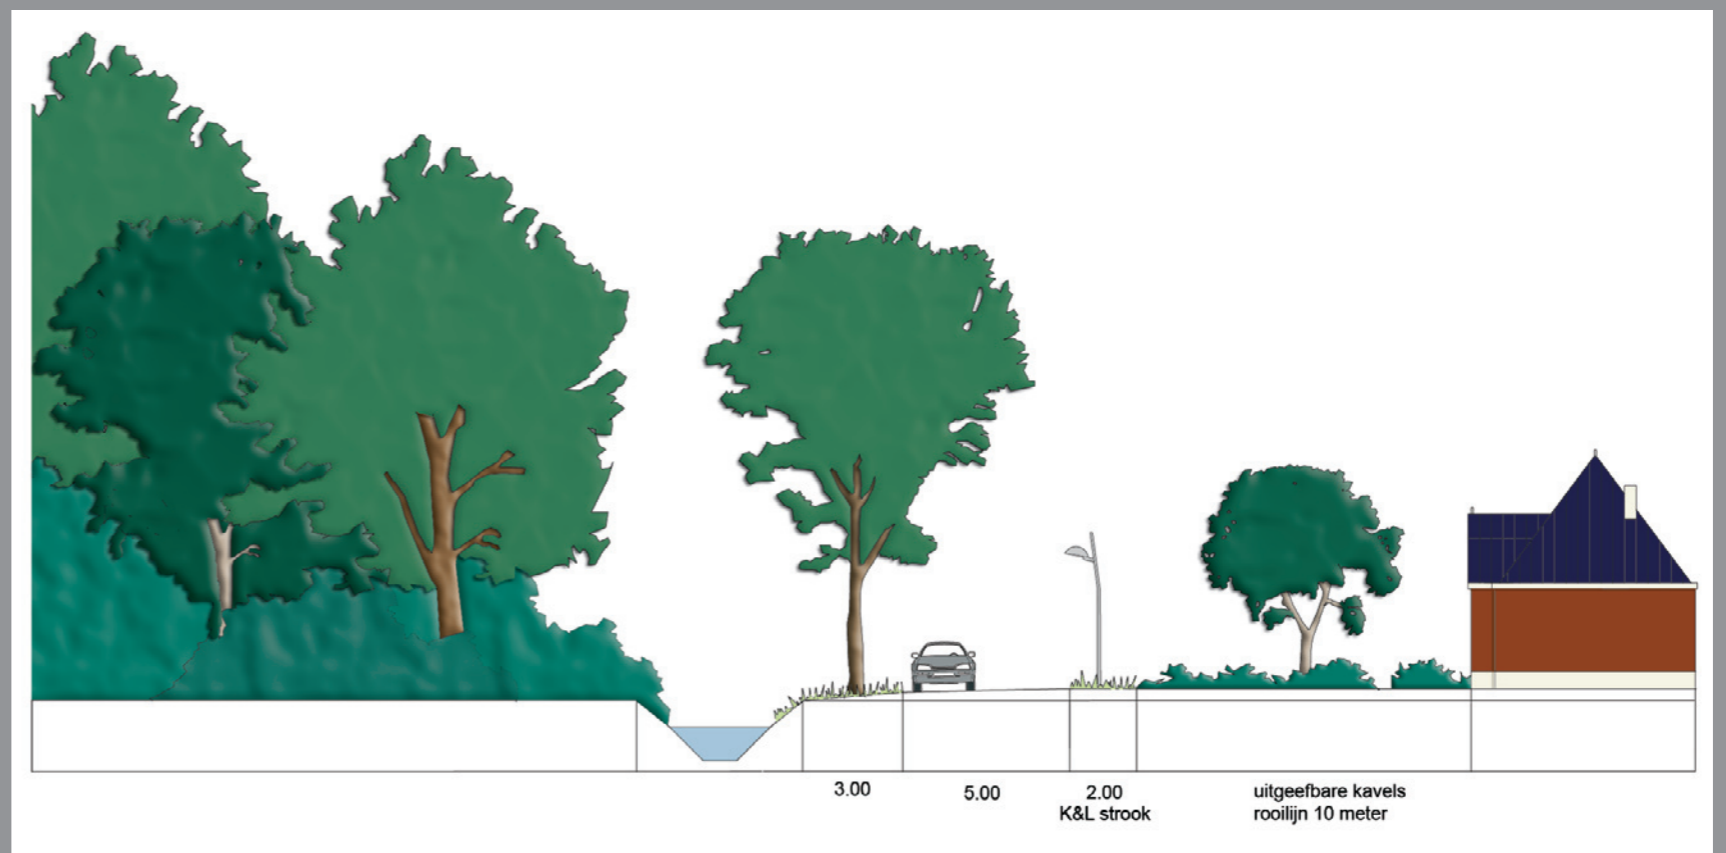 3.00
5.00
2.00
K&L strook
uitgeefbare kavels
rooilijn 10 meter